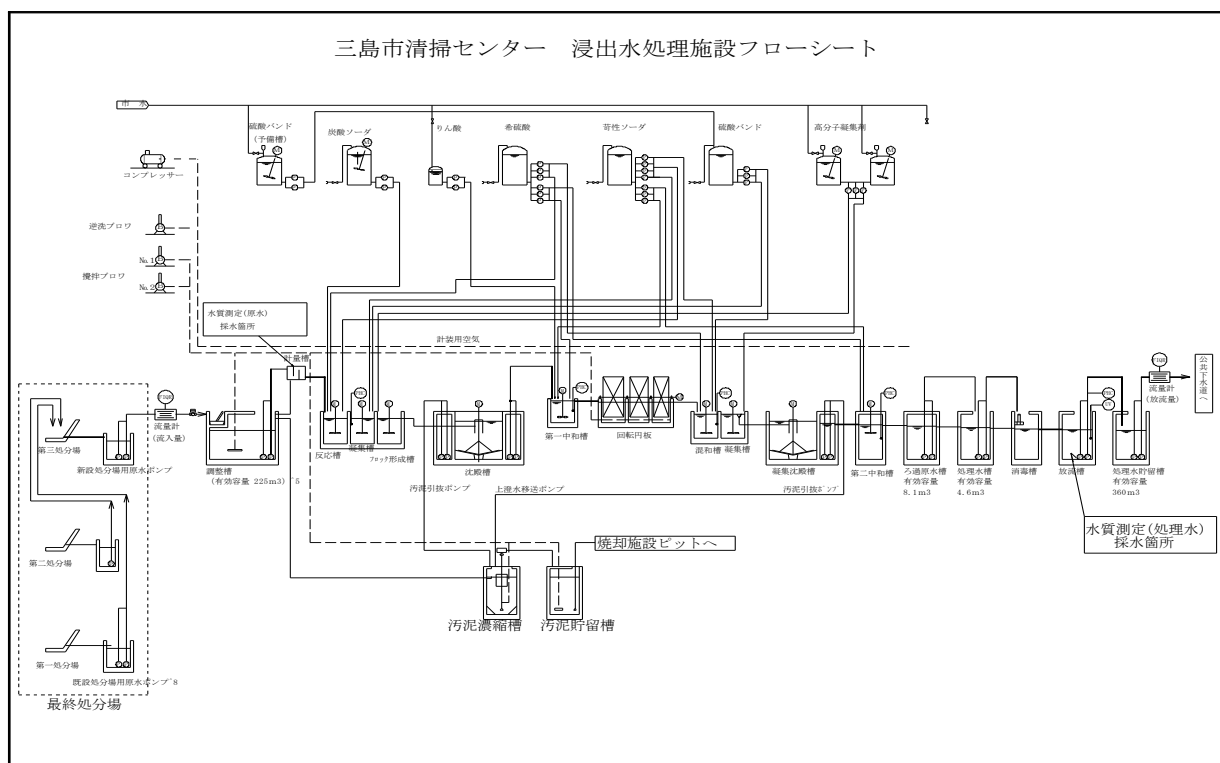 三島市清掃センター　浸出水処理施設フローシート
市　水
硫酸バンド
(予備槽)
炭酸ソーダ
りん酸
希硫酸
苛性ソーダ
硫酸バンド
高分子凝集剤
コンプレッサー
逆洗ブロワ
No.1
攪拌ブロワ
No.2
水質測定(原水)
採水箇所
計装用空気
計量槽
流量計
(流入量)
第三処分場
新設処分場用原水ポンプ
調整槽
(有効容量 225m3)゛5
反応槽
凝集槽
フロック形成槽
沈殿槽
第一中和槽
回転円板
混和槽
凝集槽
凝集沈殿槽
第二中和槽
ろ過原水槽
有効容量
8.1m3
処理水槽
有効容量
4.6m3
消毒槽
放流槽
処理水貯留槽
有効容量
360m3
流量計
(放流量)
公共下水道へ
汚泥引抜ポンプ
上澄水移送ポンプ
汚泥引抜ポンプ
水質測定(処理水)
採水箇所
焼却施設ピットへ
第二処分場
汚泥濃縮槽
汚泥貯留槽
第一処分場
既設処分場用原水ポンプ゛8
最終処分場